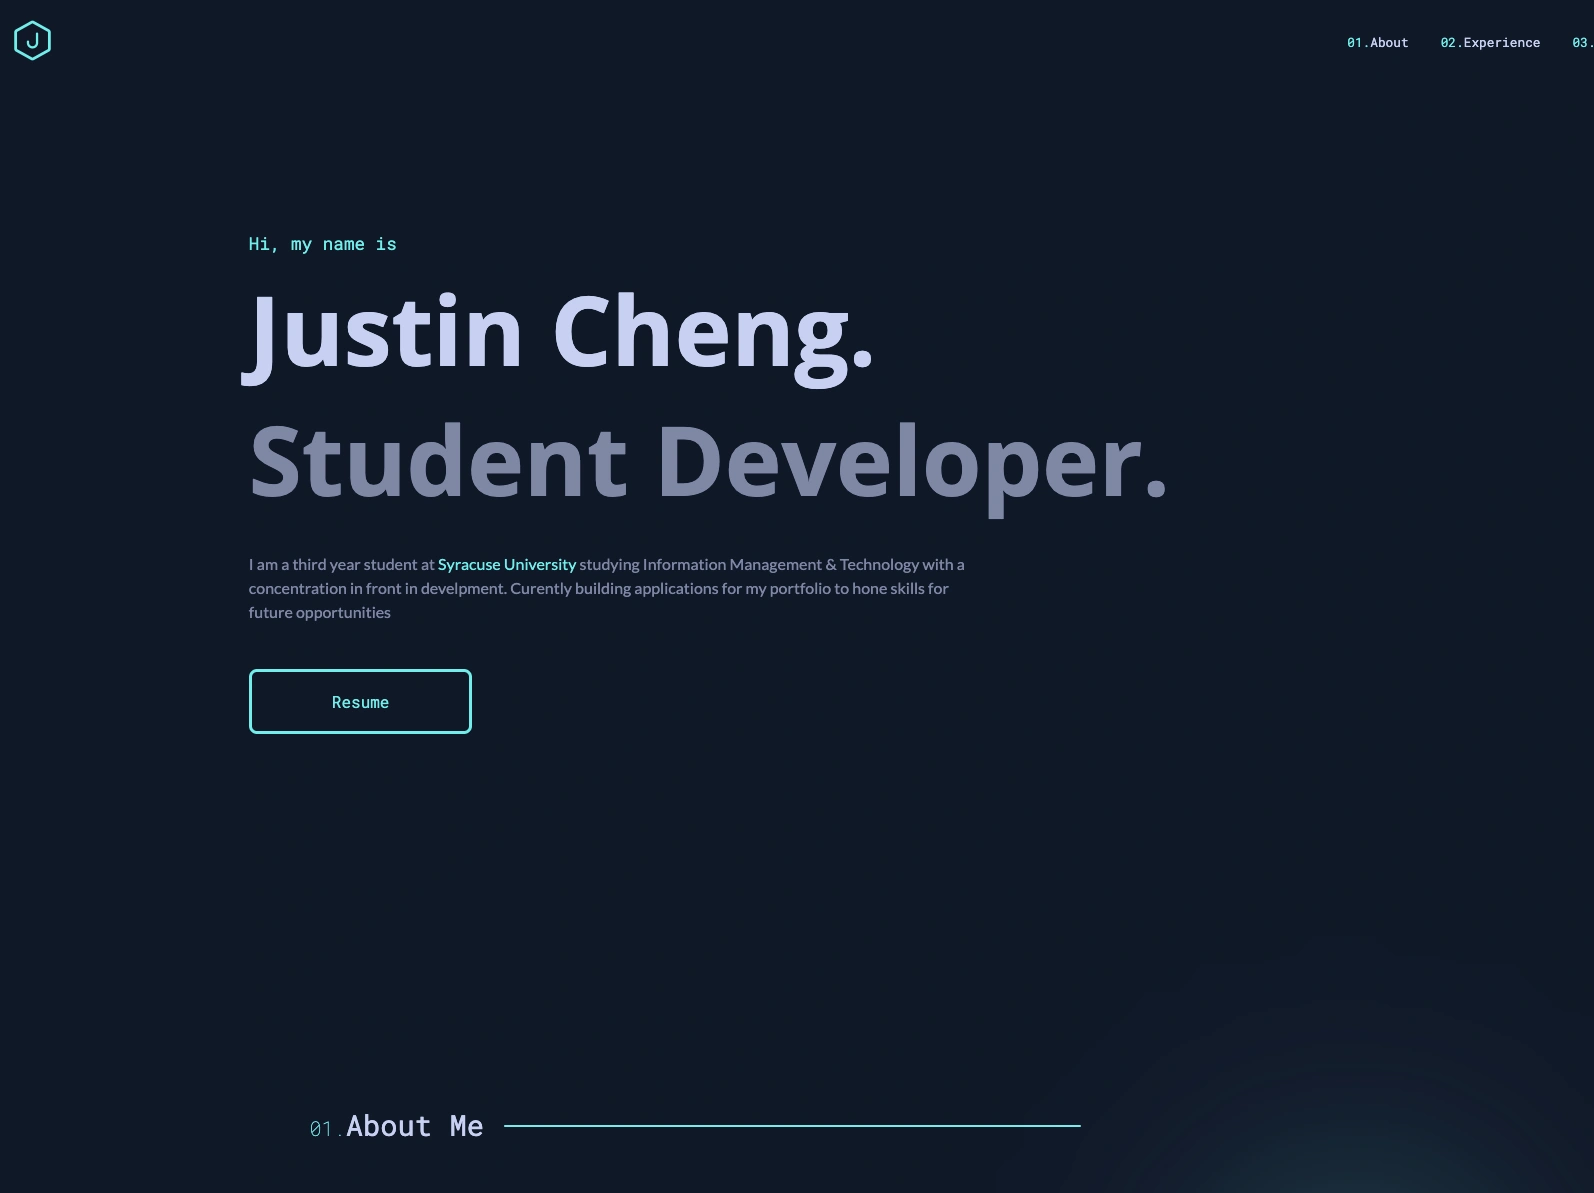 J
01.About 02.Experience 03.
Hi, my name is
Justin Cheng.
Student Developer.
I am a third year student at Syracuse University studying Information Management & Technology with a
concentration in front in develpment. Curently building applications for my portfolio to hone skills for
future opportunities
Resume
01.About Me